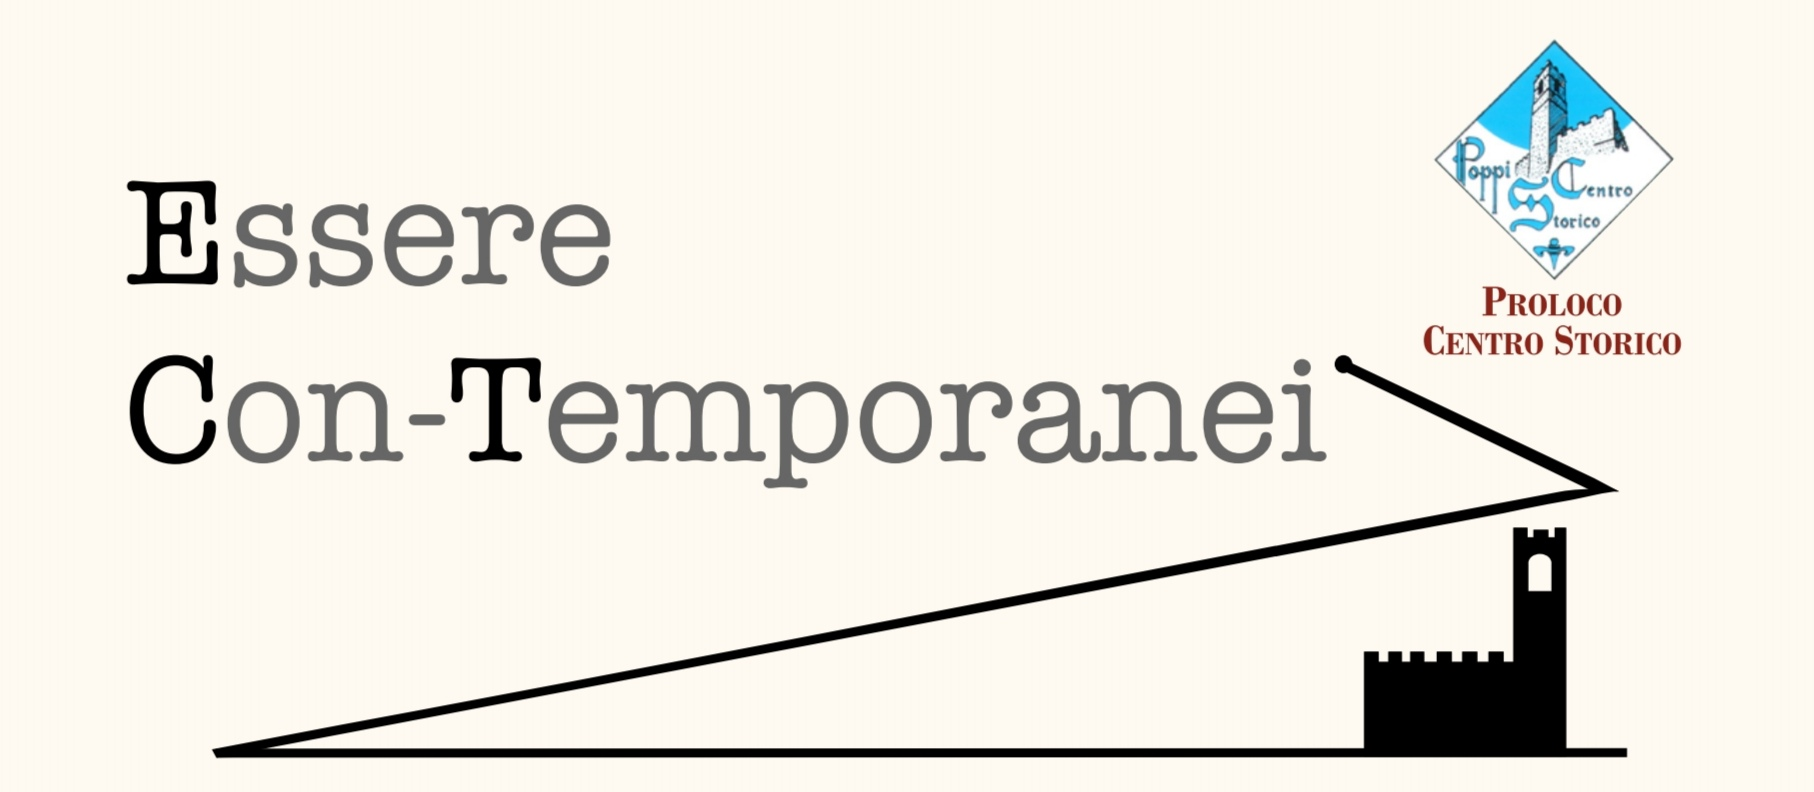 Essere
Con-Temporanei
Poppi
Centro
Storico
PROLOCO
CENTRO STORICO